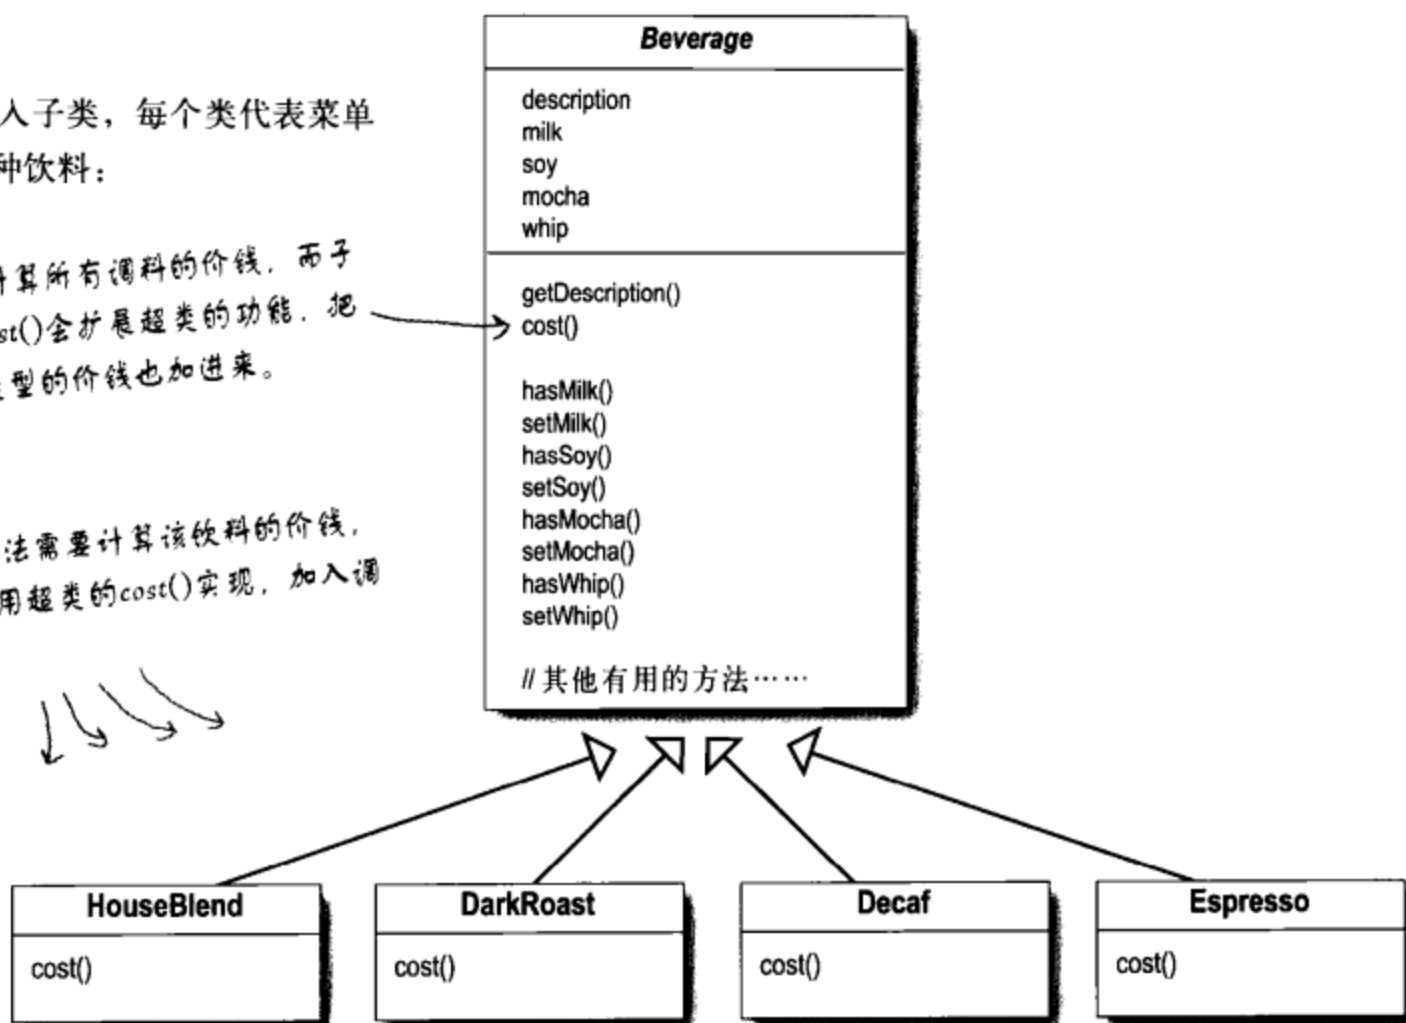 入子类，每个类代表菜单
种饮料：
计算所有调料的价钱，而子
st()会扩展超类的功能，把
型的价钱也加进来。
法需要计算该饮料的价钱，
用超类的cost()实现，加入调
Beverage
description
milk
soy
mocha
whip
getDescription()
cost()
hasMilk()
setMilk()
hasSoy()
setSoy()
hasMocha()
setMocha()
hasWhip()
setWhip()
//其他有用的方法……
HouseBlend
cost()
DarkRoast
cost()
Decaf
cost()
Espresso
cost()